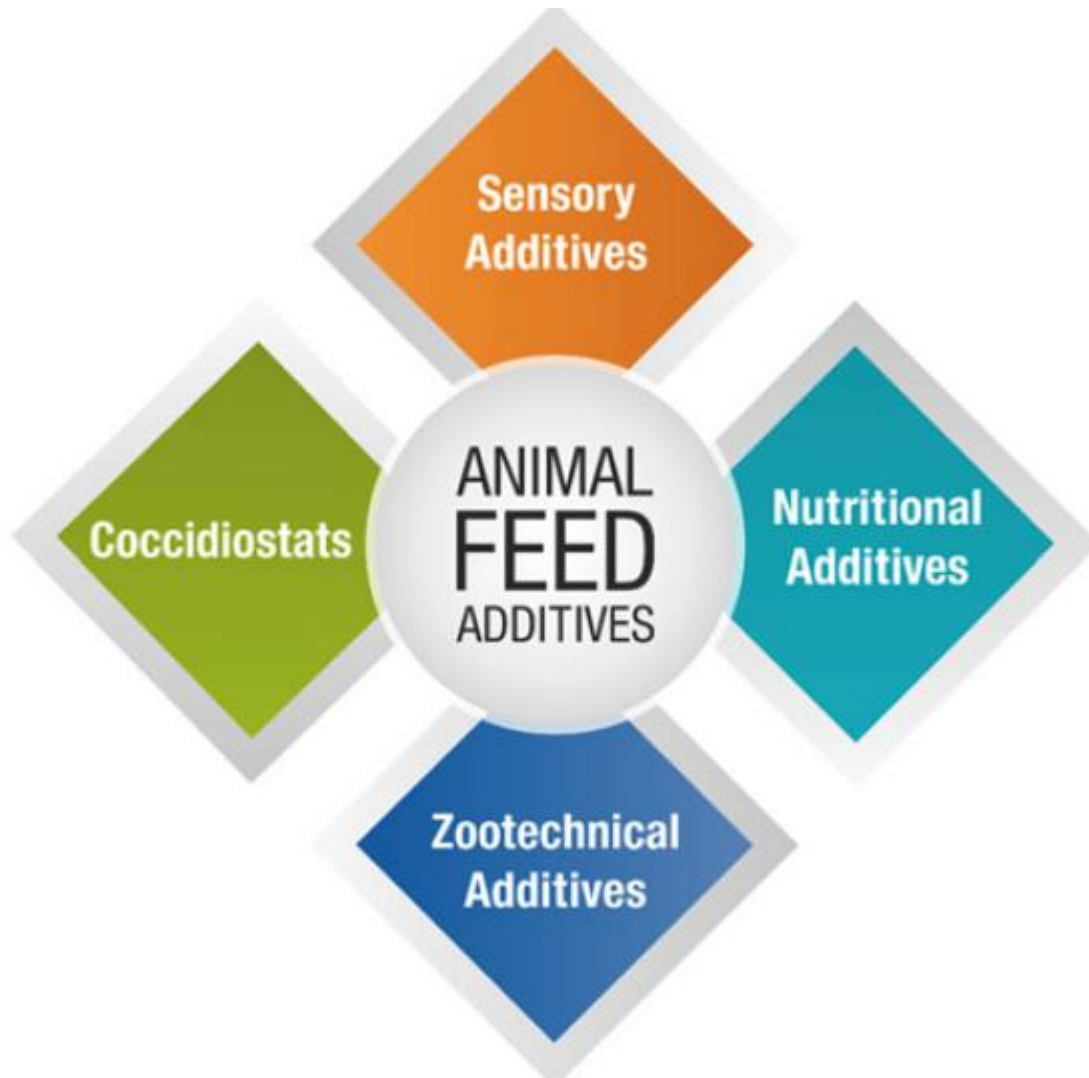 Sensory
Additives
Coccidiostats
ANIMAL
FEED
ADDITIVES
Nutritional
Additives
Zootechnical
Additives